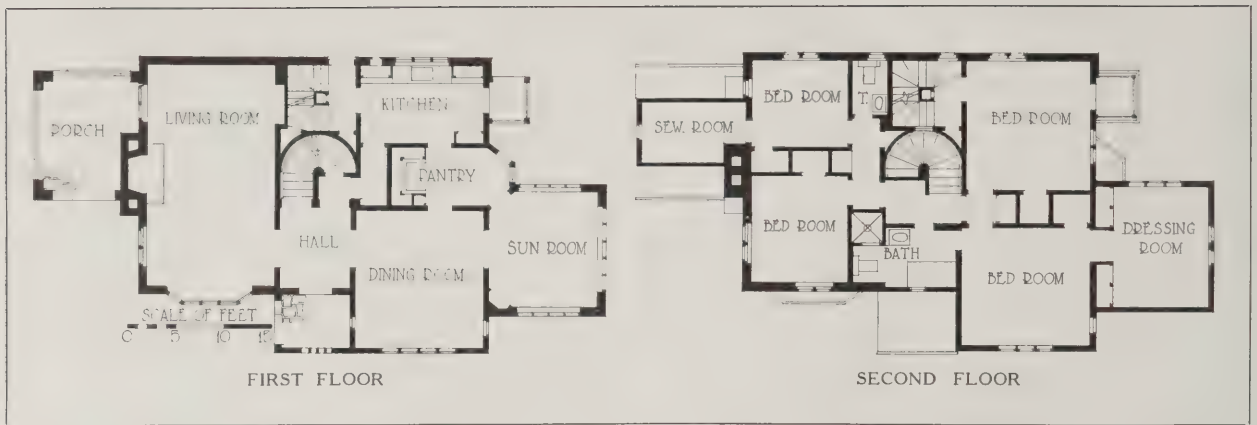 PORCH
LIVING ROOM
KITCHEN
PANTRY
HALL
DINING ROOM
SUN ROOM
SCALE OF FEET
0 5 10 15
FIRST FLOOR
BED ROOM
T.
SEW. ROOM
BED ROOM
BED ROOM
BATH
BED ROOM
DRESSING
ROOM
SECOND FLOOR